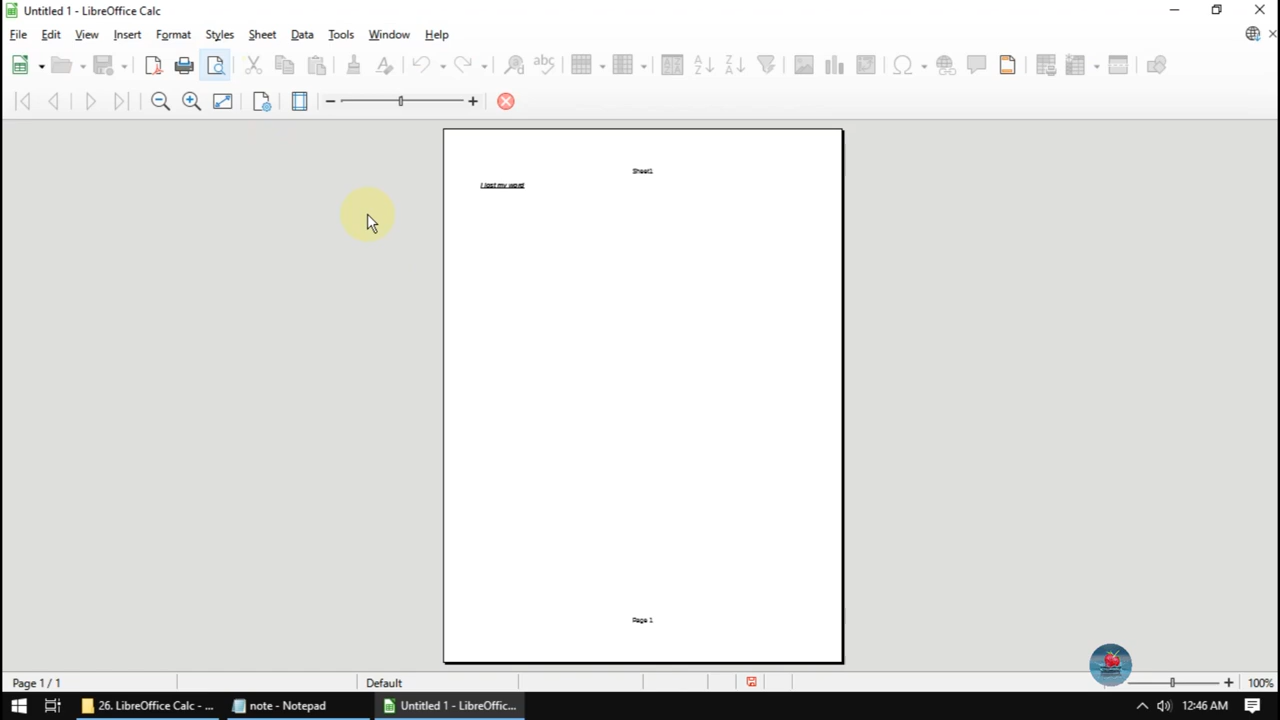 Untitled 1 - LibreOffice Calc
File Edit View Insert Format Styles Sheet Data Tools Window Help
Sheet1
I lost my word
Page 1
Page 1 / 1 Default 100%
26. LibreOffice Calc - ... note - Notepad Untitled 1 - LibreOffic... 12:46 AM